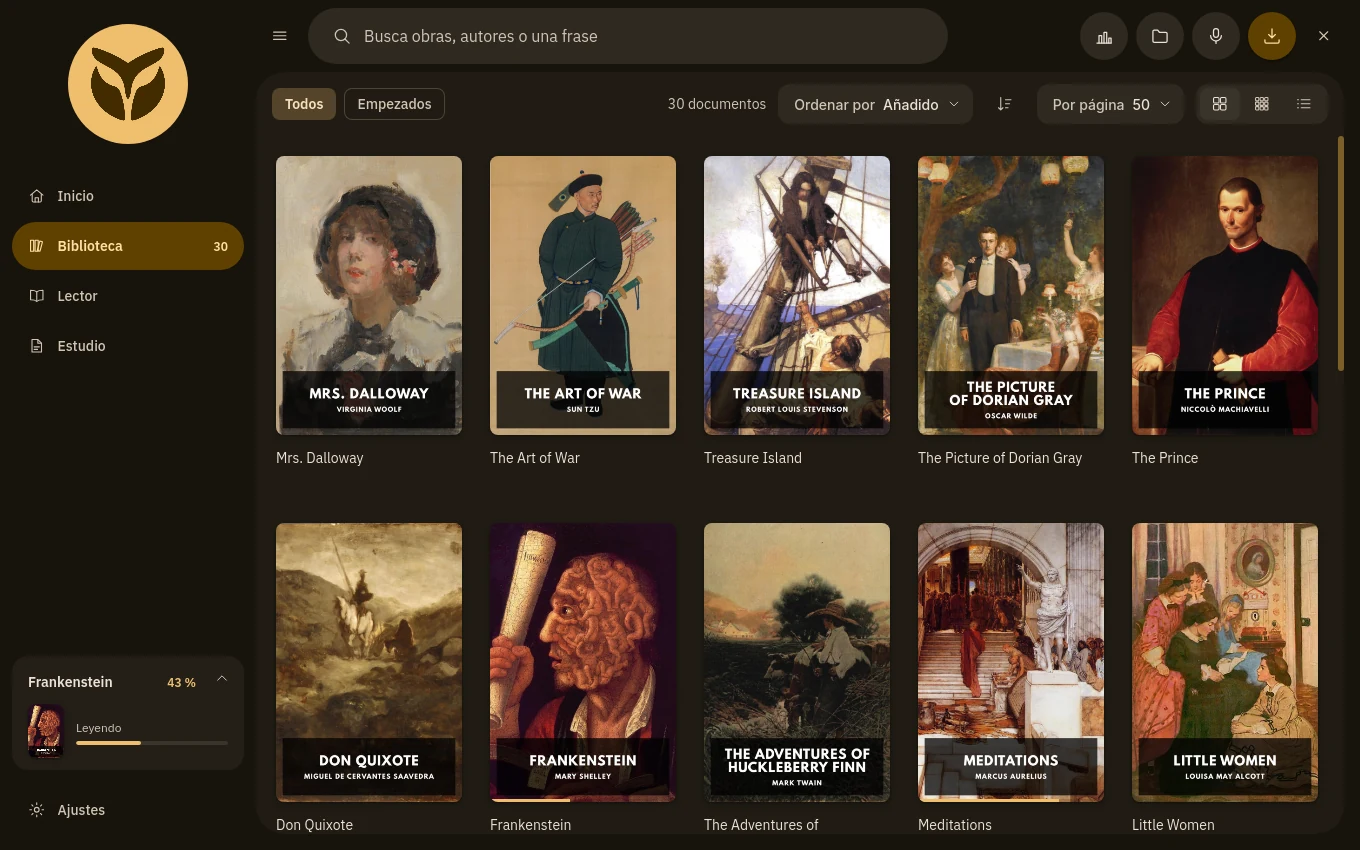 Busca obras, autores o una frase
Inicio
Biblioteca 30
Lector
Estudio
Todos Empezados 30 documentos Ordenar por Añadido Por página 50
MRS. DALLOWAY
VIRGINIA WOOLF
Mrs. Dalloway
THE ART OF WAR
SUN TZU
The Art of War
TREASURE ISLAND
ROBERT LOUIS STEVENSON
Treasure Island
THE PICTURE
OF DORIAN GRAY
OSCAR WILDE
The Picture of Dorian Gray
THE PRINCE
NICCOLÒ MACHIAVELLI
The Prince
DON QUIXOTE
MIGUEL DE CERVANTES SAAVEDRA
Don Quixote
FRANKENSTEIN
MARY SHELLEY
Frankenstein
THE ADVENTURES OF
HUCKLEBERRY FINN
MARK TWAIN
The Adventures of
MEDITATIONS
MARCUS AURELIUS
Meditations
LITTLE WOMEN
LOUISA MAY ALCOTT
Little Women
Frankenstein 43 %
Leyendo
Ajustes